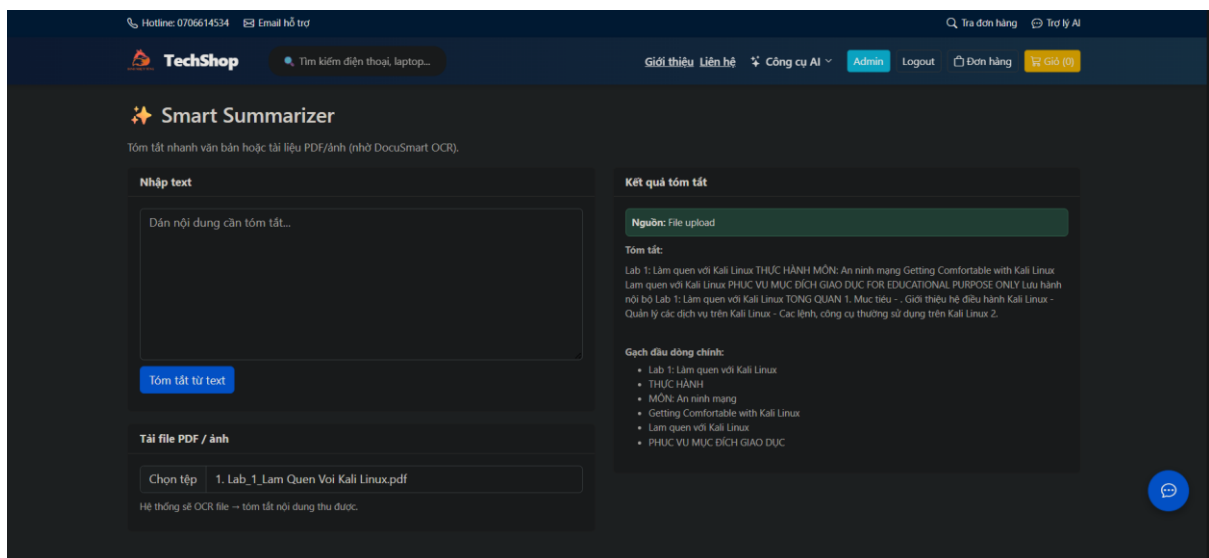 Hotline: 0706614534 Email hỗ trợ Tra đơn hàng Trợ lý AI
TechShop Tìm kiếm điện thoại, laptop... Giới thiệu Liên hệ Công cụ AI Admin Logout Đơn hàng Giỏ (0)
Smart Summarizer
Tóm tắt nhanh văn bản hoặc tài liệu PDF/ảnh (nhờ DocuSmart OCR).
Nhập text
Dán nội dung cần tóm tắt...
Tóm tắt từ text
Tải file PDF / ảnh
Chọn tệp 1. Lab_1_Lam Quen Voi Kali Linux.pdf
Hệ thống sẽ OCR file → tóm tắt nội dung thu được.
Kết quả tóm tắt
Nguồn: File upload
Tóm tắt:
Lab 1: Làm quen với Kali Linux THỰC HÀNH MÔN: An ninh mạng Getting Comfortable with Kali Linux
Lam quen với Kali Linux PHUC VU MỤC ĐÍCH GIAO DỤC FOR EDUCATIONAL PURPOSE ONLY Lưu hành
nội bộ Lab 1: Làm quen với Kali Linux TONG QUAN 1. Muc tiêu - . Giới thiệu hệ điều hành Kali Linux -
Quản lý các dịch vụ trên Kali Linux - Cac lệnh, công cụ thường sử dụng trên Kali Linux 2.
Gạch đầu dòng chính:
• Lab 1: Làm quen với Kali Linux
• THỰC HÀNH
• MÔN: An ninh mạng
• Getting Comfortable with Kali Linux
• Lam quen với Kali Linux
• PHUC VU MỤC ĐÍCH GIAO DỤC